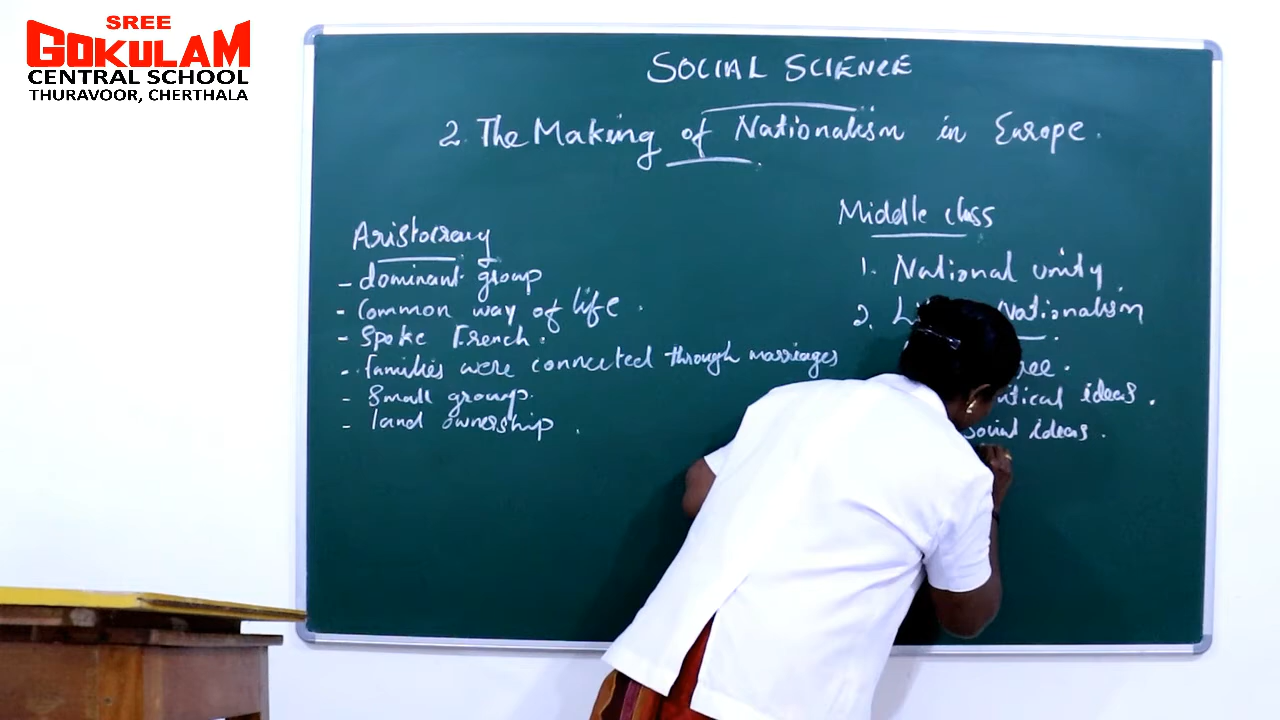 SREE
GOKULAM
CENTRAL SCHOOL
THURAVOOR, CHERTHALA
SOCIAL SCIENCE
2. The Making of Nationalism in Europe.
Aristocracy
- dominant group
- Common way of life.
- Spoke French.
- Families were connected through marriages
- Small group.
- land ownership.
Middle class
1. National unity
2. Nationalism
ideas.
social ideas.